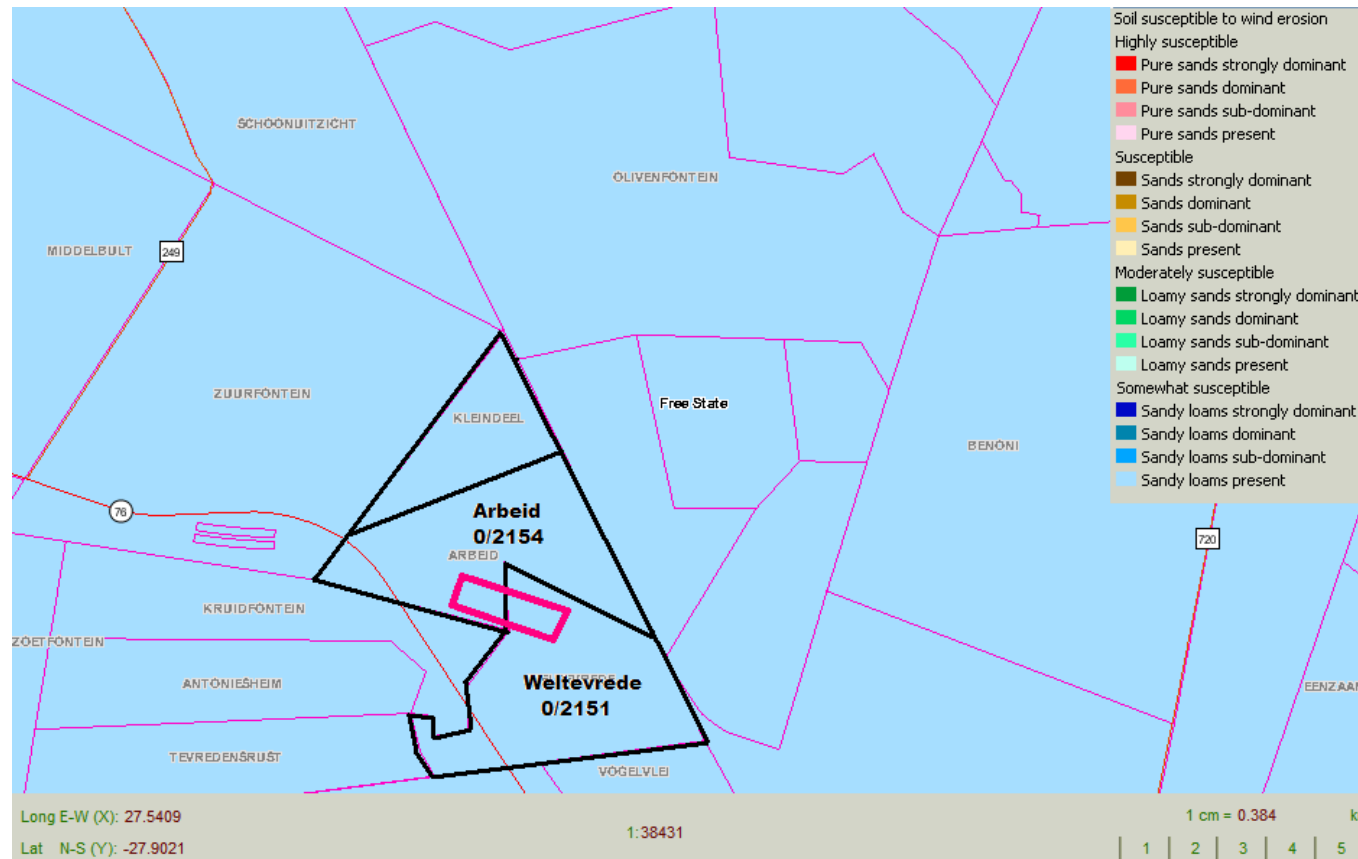 Soil susceptible to wind erosion
Highly susceptible
Pure sands strongly dominant
Pure sands dominant
Pure sands sub-dominant
Pure sands present
Susceptible
Sands strongly dominant
Sands dominant
Sands sub-dominant
Sands present
Moderately susceptible
Loamy sands strongly dominant
Loamy sands dominant
Loamy sands sub-dominant
Loamy sands present
Somewhat susceptible
Sandy loams strongly dominant
Sandy loams dominant
Sandy loams sub-dominant
Sandy loams present
SCHOONUITZICHT
OLIVENFONTEIN
MIDDELBULT
249
ZUURFONTEIN
KLEINDEEL
Free State
BENONI
76
Arbeid
0/2154
ARBEID
720
KRUIDFONTEIN
ZOETFONTEIN
ANTONIESHEIM
Weltevrede
0/2151
EENZAA
TEVREDENSRUST
VOGELVLEI
Long E-W (X): 27.5409
1:38431
1 cm = 0.384 k
Lat N-S (Y): -27.9021
1 2 3 4 5